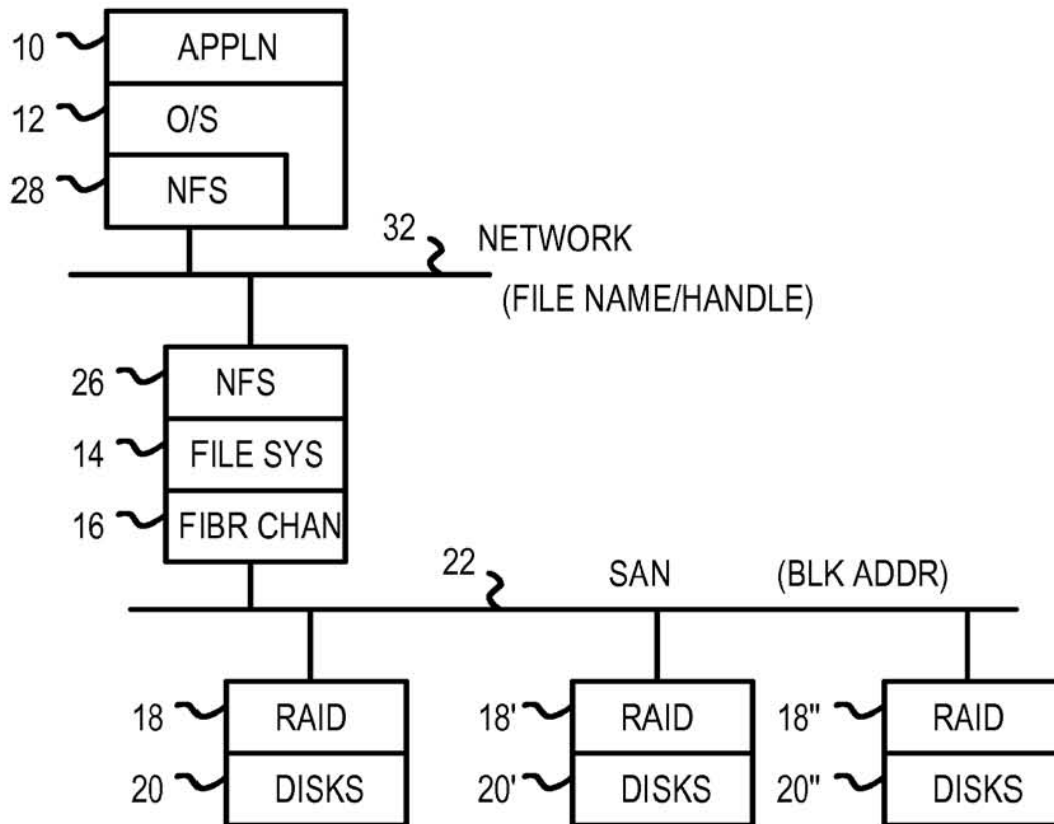 10 APPLN
12 O/S
28 NFS
32 NETWORK
(FILE NAME/HANDLE)
26 NFS
14 FILE SYS
16 FIBR CHAN
22 SAN (BLK ADDR)
18 RAID 18' RAID 18" RAID
20 DISKS 20' DISKS 20" DISKS